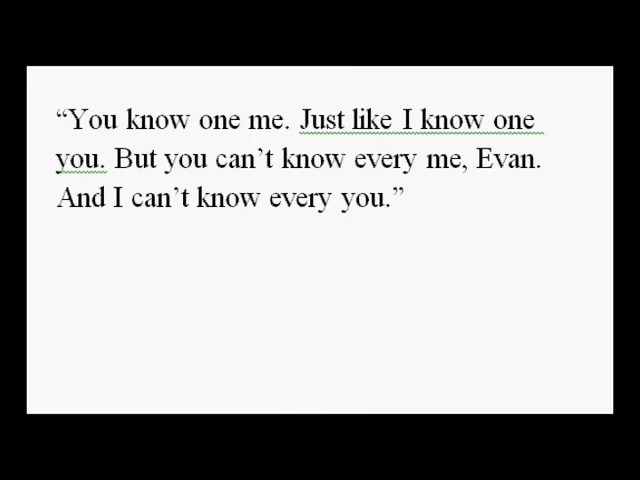 “You know one me. Just like I know one
you. But you can’t know every me, Evan.
And I can’t know every you.”